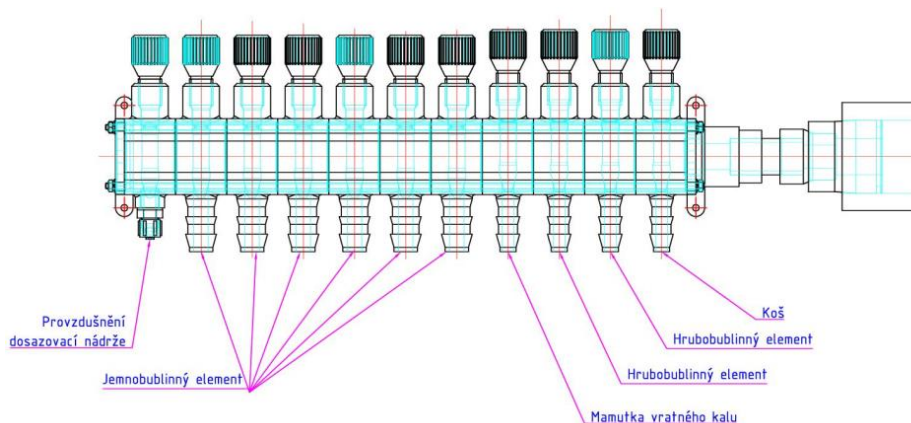 Provzdušnění
dosazovací nádrže
Jemnobublinný element
Koš
Hrubobublinný element
Hrubobublinný element
Mamutka vratného kalu